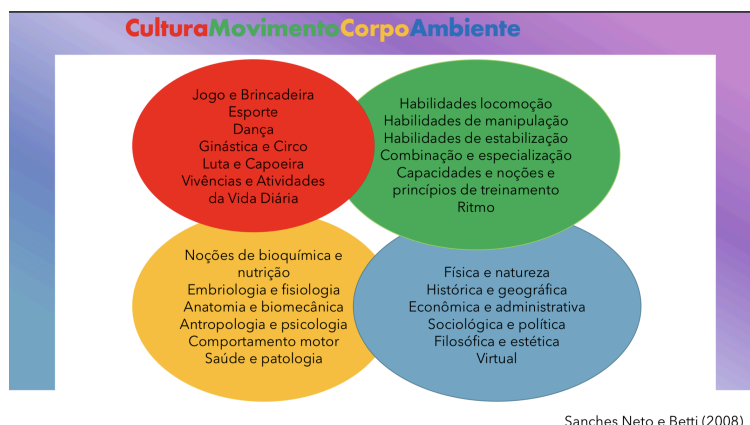 CulturaMovimentoCorpoAmbiente
Jogo e Brincadeira
Esporte
Dança
Ginástica e Circo
Luta e Capoeira
Vivências e Atividades
da Vida Diária
Habilidades locomoção
Habilidades de manipulação
Habilidades de estabilização
Combinação e especialização
Capacidades e noções e
princípios de treinamento
Ritmo
Noções de bioquímica e
nutrição
Embriologia e fisiologia
Anatomia e biomecânica
Antropologia e psicologia
Comportamento motor
Saúde e patologia
Física e natureza
Histórica e geográfica
Econômica e administrativa
Sociológica e política
Filosófica e estética
Virtual
Sanches Neto e Betti (2008)